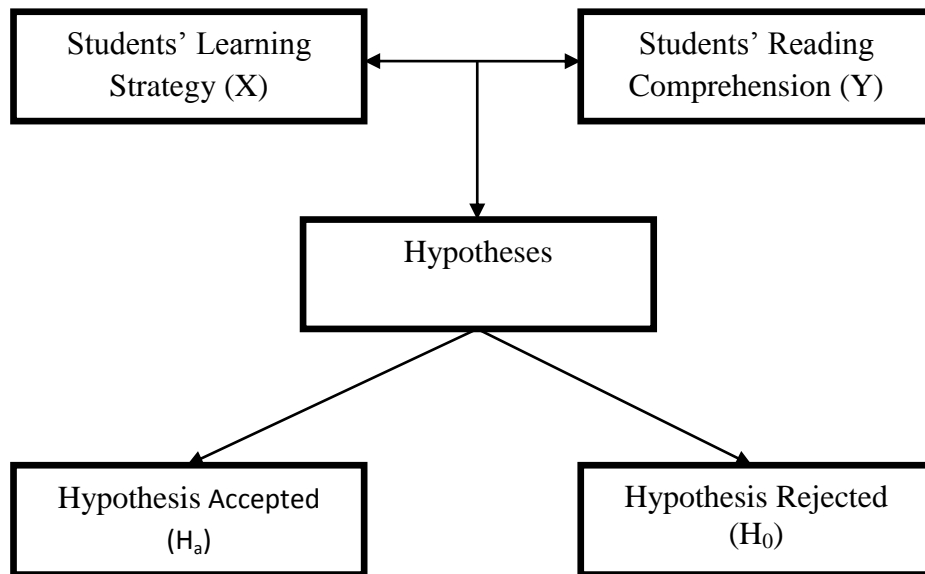 Students’ Learning
Strategy (X)
Students’ Reading
Comprehension (Y)
Hypotheses
Hypothesis Accepted
(Hₐ)
Hypothesis Rejected
(H₀)